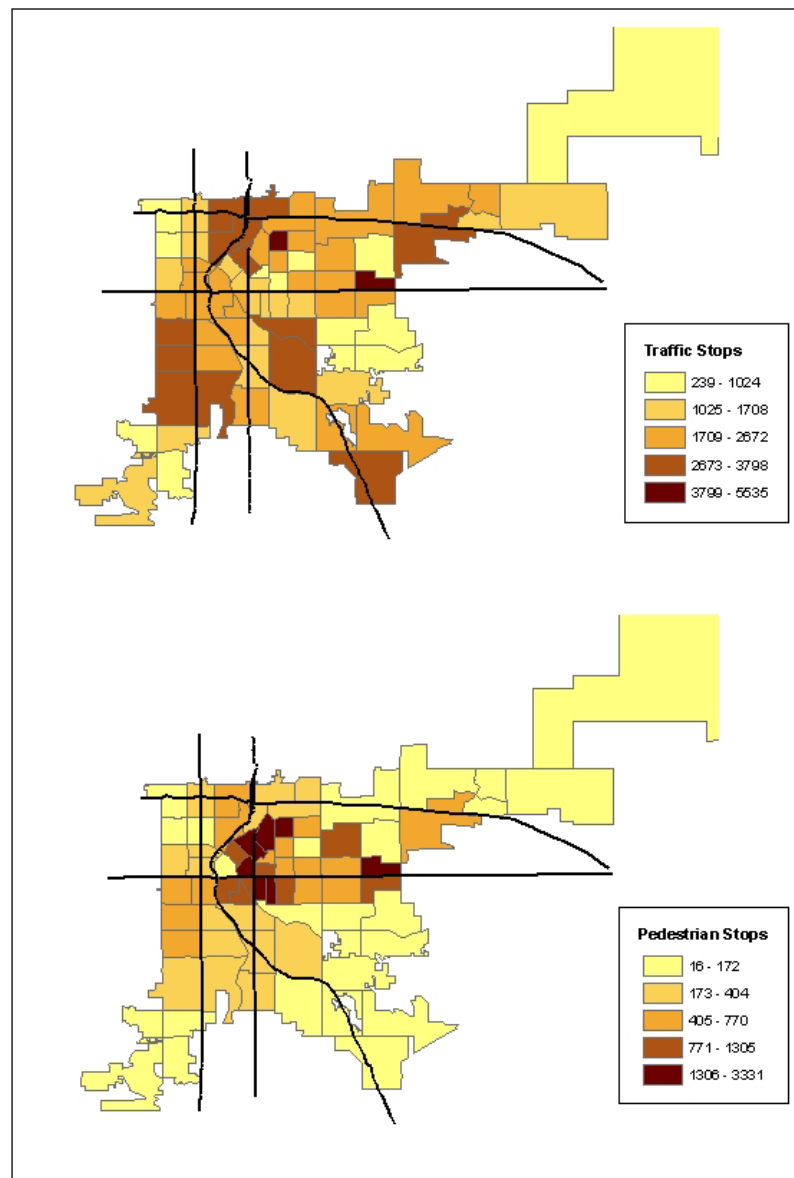 Traffic Stops
239 - 1024
1025 - 1708
1709 - 2672
2673 - 3798
3799 - 5535
Pedestrian Stops
16 - 172
173 - 404
405 - 770
771 - 1305
1306 - 3331